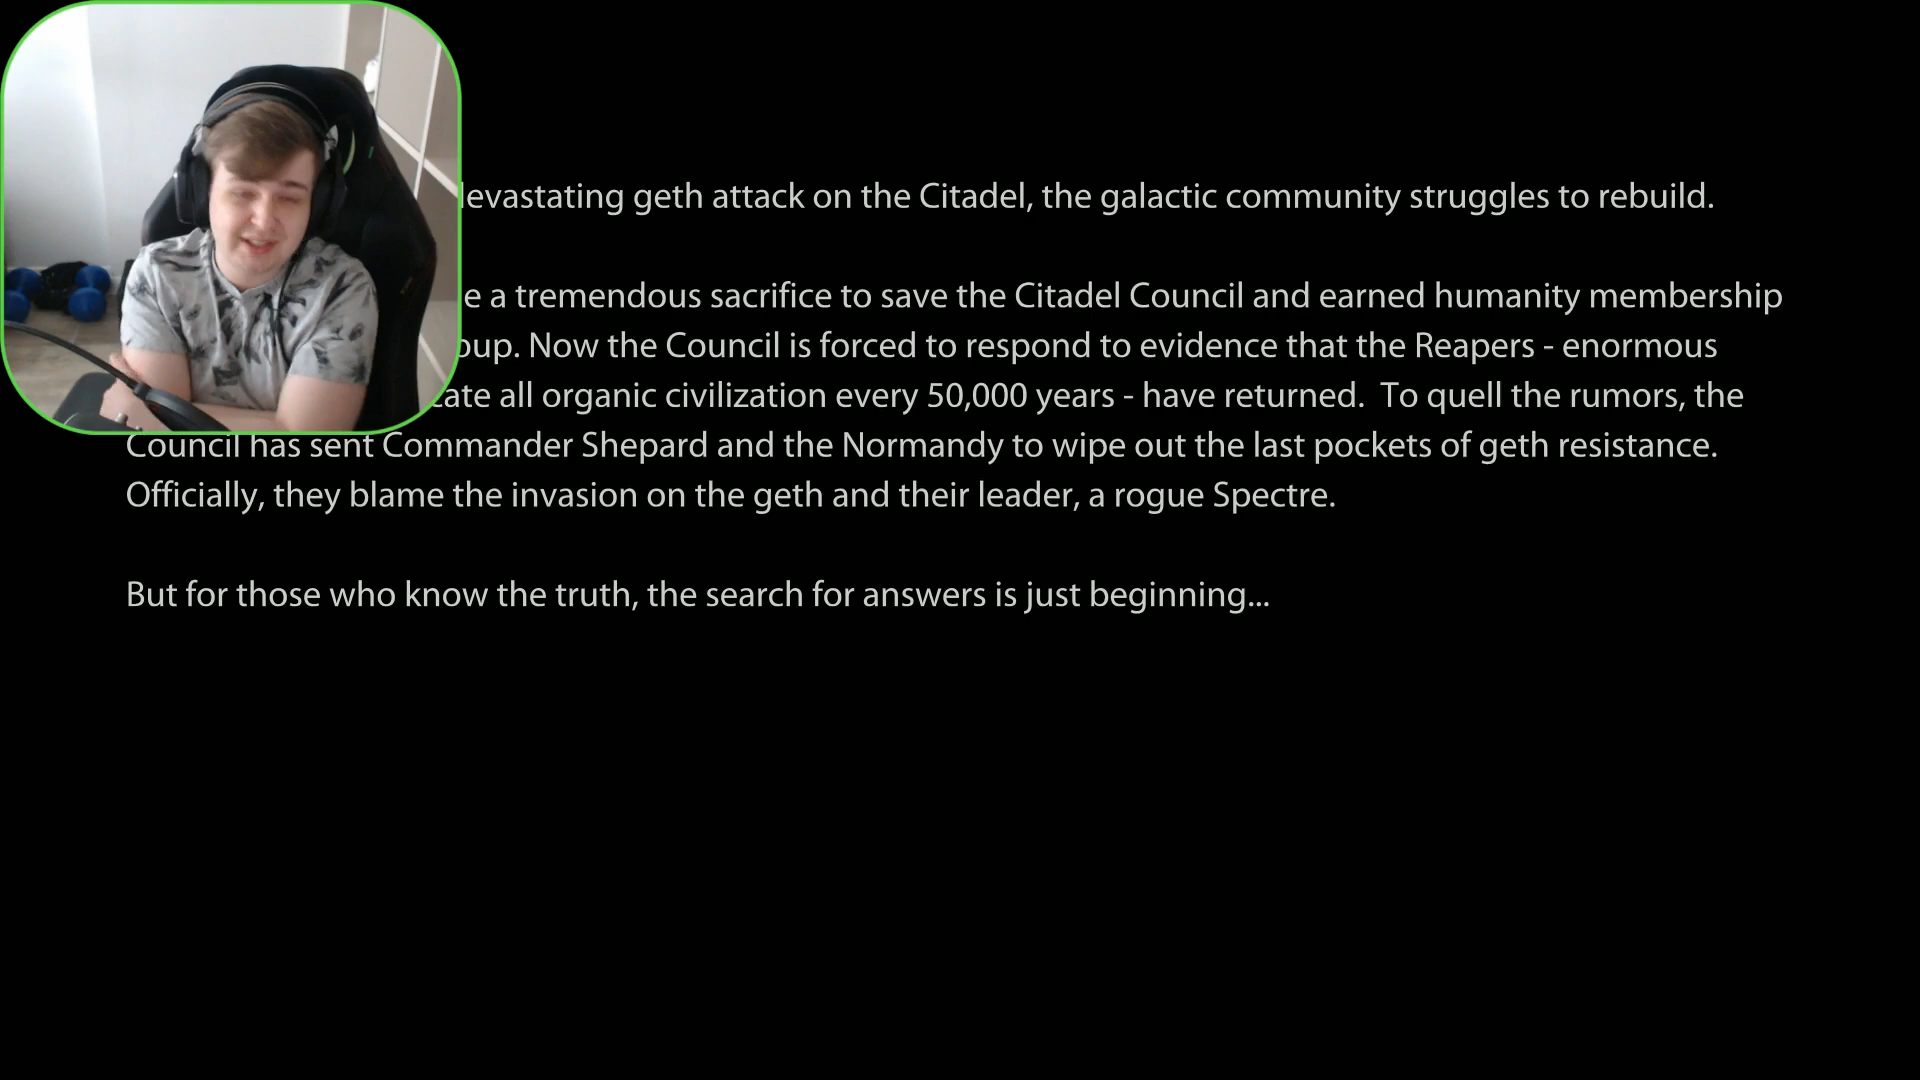 devastating geth attack on the Citadel, the galactic community struggles to rebuild.
a tremendous sacrifice to save the Citadel Council and earned humanity membership
Now the Council is forced to respond to evidence that the Reapers - enormous
all organic civilization every 50,000 years - have returned. To quell the rumors, the
Council has sent Commander Shepard and the Normandy to wipe out the last pockets of geth resistance.
Officially, they blame the invasion on the geth and their leader, a rogue Spectre.
But for those who know the truth, the search for answers is just beginning...